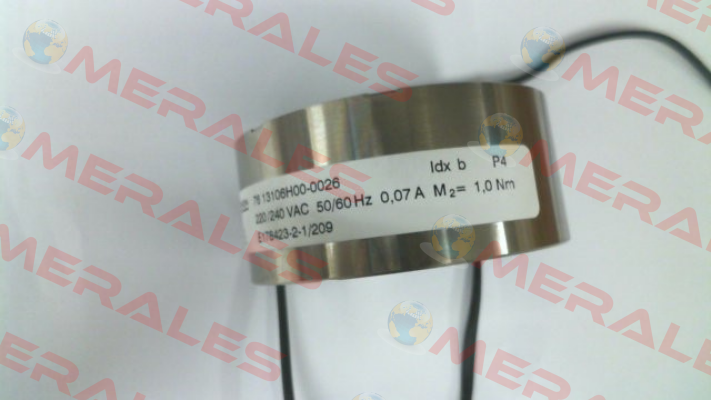 Idx b P4
76 13106H00-0026
220/240 VAC 50/60 Hz 0,07 A M2= 1,0 Nm
E178423-2-1/209
MERALES
MERALES
MERALES
MERALES
MERALES
MERALES